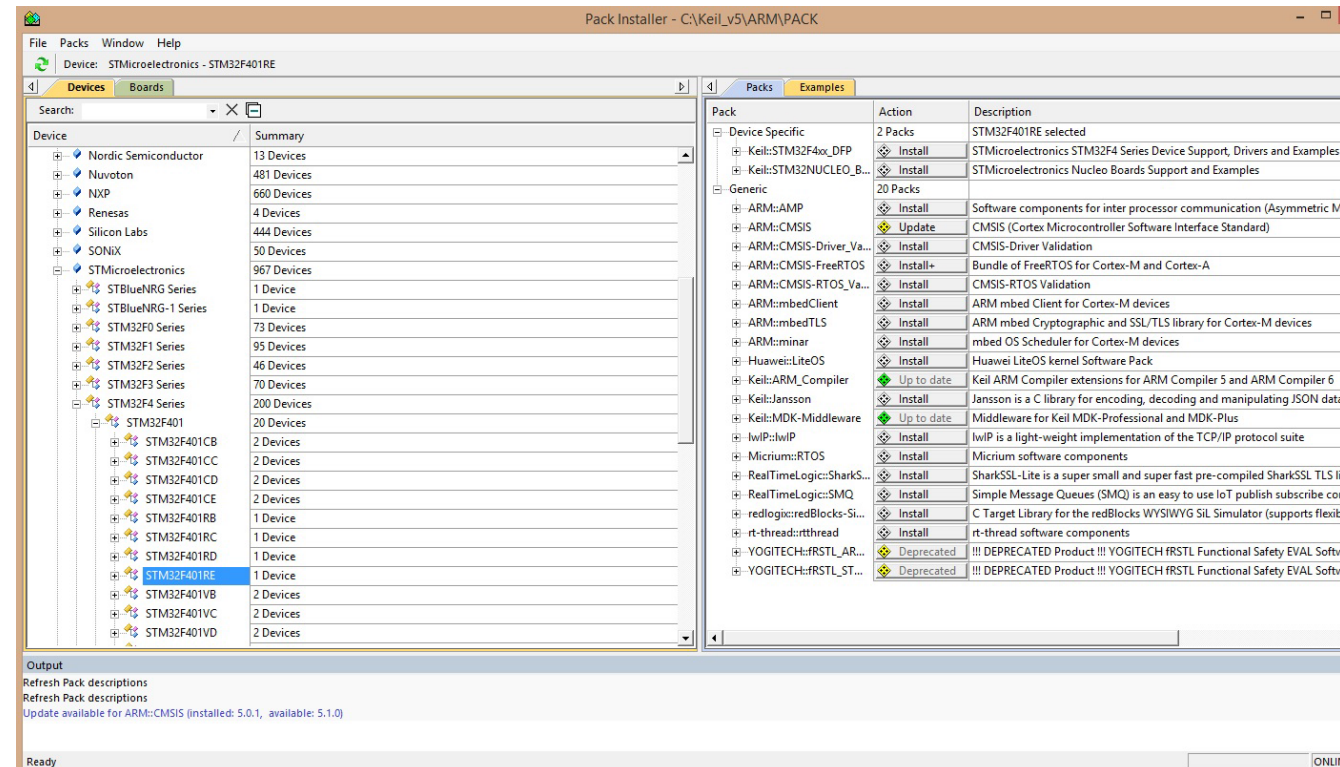 Pack Installer - C:\Keil_v5\ARM\PACK
File Packs Window Help
Device: STMicroelectronics - STM32F401RE
Devices Boards
Search:
Device / Summary
Nordic Semiconductor 13 Devices
Nuvoton 481 Devices
NXP 660 Devices
Renesas 4 Devices
Silicon Labs 444 Devices
SONiX 50 Devices
STMicroelectronics 967 Devices
STBlueNRG Series 1 Device
STBlueNRG-1 Series 1 Device
STM32F0 Series 73 Devices
STM32F1 Series 95 Devices
STM32F2 Series 46 Devices
STM32F3 Series 70 Devices
STM32F4 Series 200 Devices
STM32F401 20 Devices
STM32F401CB 2 Devices
STM32F401CC 2 Devices
STM32F401CD 2 Devices
STM32F401CE 2 Devices
STM32F401RB 1 Device
STM32F401RC 1 Device
STM32F401RD 1 Device
STM32F401RE 1 Device
STM32F401VB 2 Devices
STM32F401VC 2 Devices
STM32F401VD 2 Devices
Packs Examples
Pack Action Description
Device Specific 2 Packs STM32F401RE selected
Keil::STM32F4xx_DFP Install STMicroelectronics STM32F4 Series Device Support, Drivers and Examples
Keil::STM32NUCLEO_B... Install STMicroelectronics Nucleo Boards Support and Examples
Generic 20 Packs
ARM::AMP Install Software components for inter processor communication (Asymmetric M
ARM::CMSIS Update CMSIS (Cortex Microcontroller Software Interface Standard)
ARM::CMSIS-Driver_Va... Install CMSIS-Driver Validation
ARM::CMSIS-FreeRTOS Install+ Bundle of FreeRTOS for Cortex-M and Cortex-A
ARM::CMSIS-RTOS_Va... Install CMSIS-RTOS Validation
ARM::mbedClient Install ARM mbed Client for Cortex-M devices
ARM::mbedTLS Install ARM mbed Cryptographic and SSL/TLS library for Cortex-M devices
ARM::minar Install mbed OS Scheduler for Cortex-M devices
Huawei::LiteOS Install Huawei LiteOS kernel Software Pack
Keil::ARM_Compiler Up to date Keil ARM Compiler extensions for ARM Compiler 5 and ARM Compiler 6
Keil::Jansson Install Jansson is a C library for encoding, decoding and manipulating JSON data
Keil::MDK-Middleware Up to date Middleware for Keil MDK-Professional and MDK-Plus
lwIP::lwIP Install lwIP is a light-weight implementation of the TCP/IP protocol suite
Micrium::RTOS Install Micrium software components
RealTimeLogic::SharkS... Install SharkSSL-Lite is a super small and super fast pre-compiled SharkSSL TLS li
RealTimeLogic::SMQ Install Simple Message Queues (SMQ) is an easy to use IoT publish subscribe co
redlogix::redBlocks-Si... Install C Target Library for the redBlocks WYSIWYG SiL Simulator (supports flexib
rt-thread::rtthread Install rt-thread software components
YOGITECH::fRSTL_AR... Deprecated !!! DEPRECATED Product !!! YOGITECH fRSTL Functional Safety EVAL Softw
YOGITECH::fRSTL_ST... Deprecated !!! DEPRECATED Product !!! YOGITECH fRSTL Functional Safety EVAL Softw
Output
Refresh Pack descriptions
Refresh Pack descriptions
Update available for ARM::CMSIS (installed: 5.0.1, available: 5.1.0)
Ready ONLI